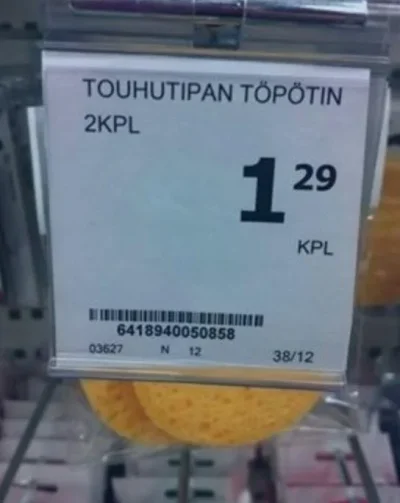 TOUHUTIPAN TÖPÖTIN
2KPL
1 29
KPL
6418940050858
03627 N 12 38/12